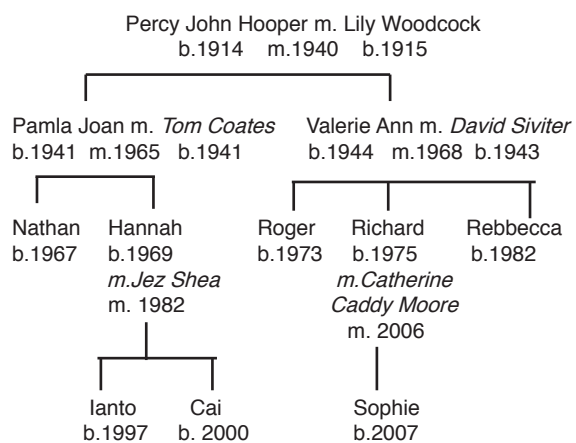 Percy John Hooper m. Lily Woodcock
b.1914 m.1940 b.1915
Pamla Joan m. Tom Coates
b.1941 m.1965 b.1941
Valerie Ann m. David Siviter
b.1944 m.1968 b.1943
Nathan
b.1967
Hannah
b.1969
m.Jez Shea
m. 1982
Roger
b.1973
Richard
b.1975
m.Catherine
Caddy Moore
m. 2006
Rebbecca
b.1982
Ianto
b.1997
Cai
b. 2000
Sophie
b.2007